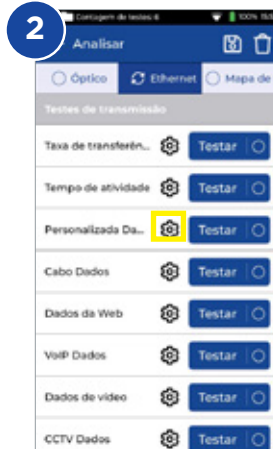 2
Contagem de testes: 6
100%
Analisar
Óptico
Ethernet
Mapa de
Testes de transmissão
Taxa de transferên... Testar
Tempo de atividade Testar
Personalizada Da... Testar
Cabo Dados Testar
Dados da Web Testar
VoIP Dados Testar
Dados de vídeo Testar
CCTV Dados Testar